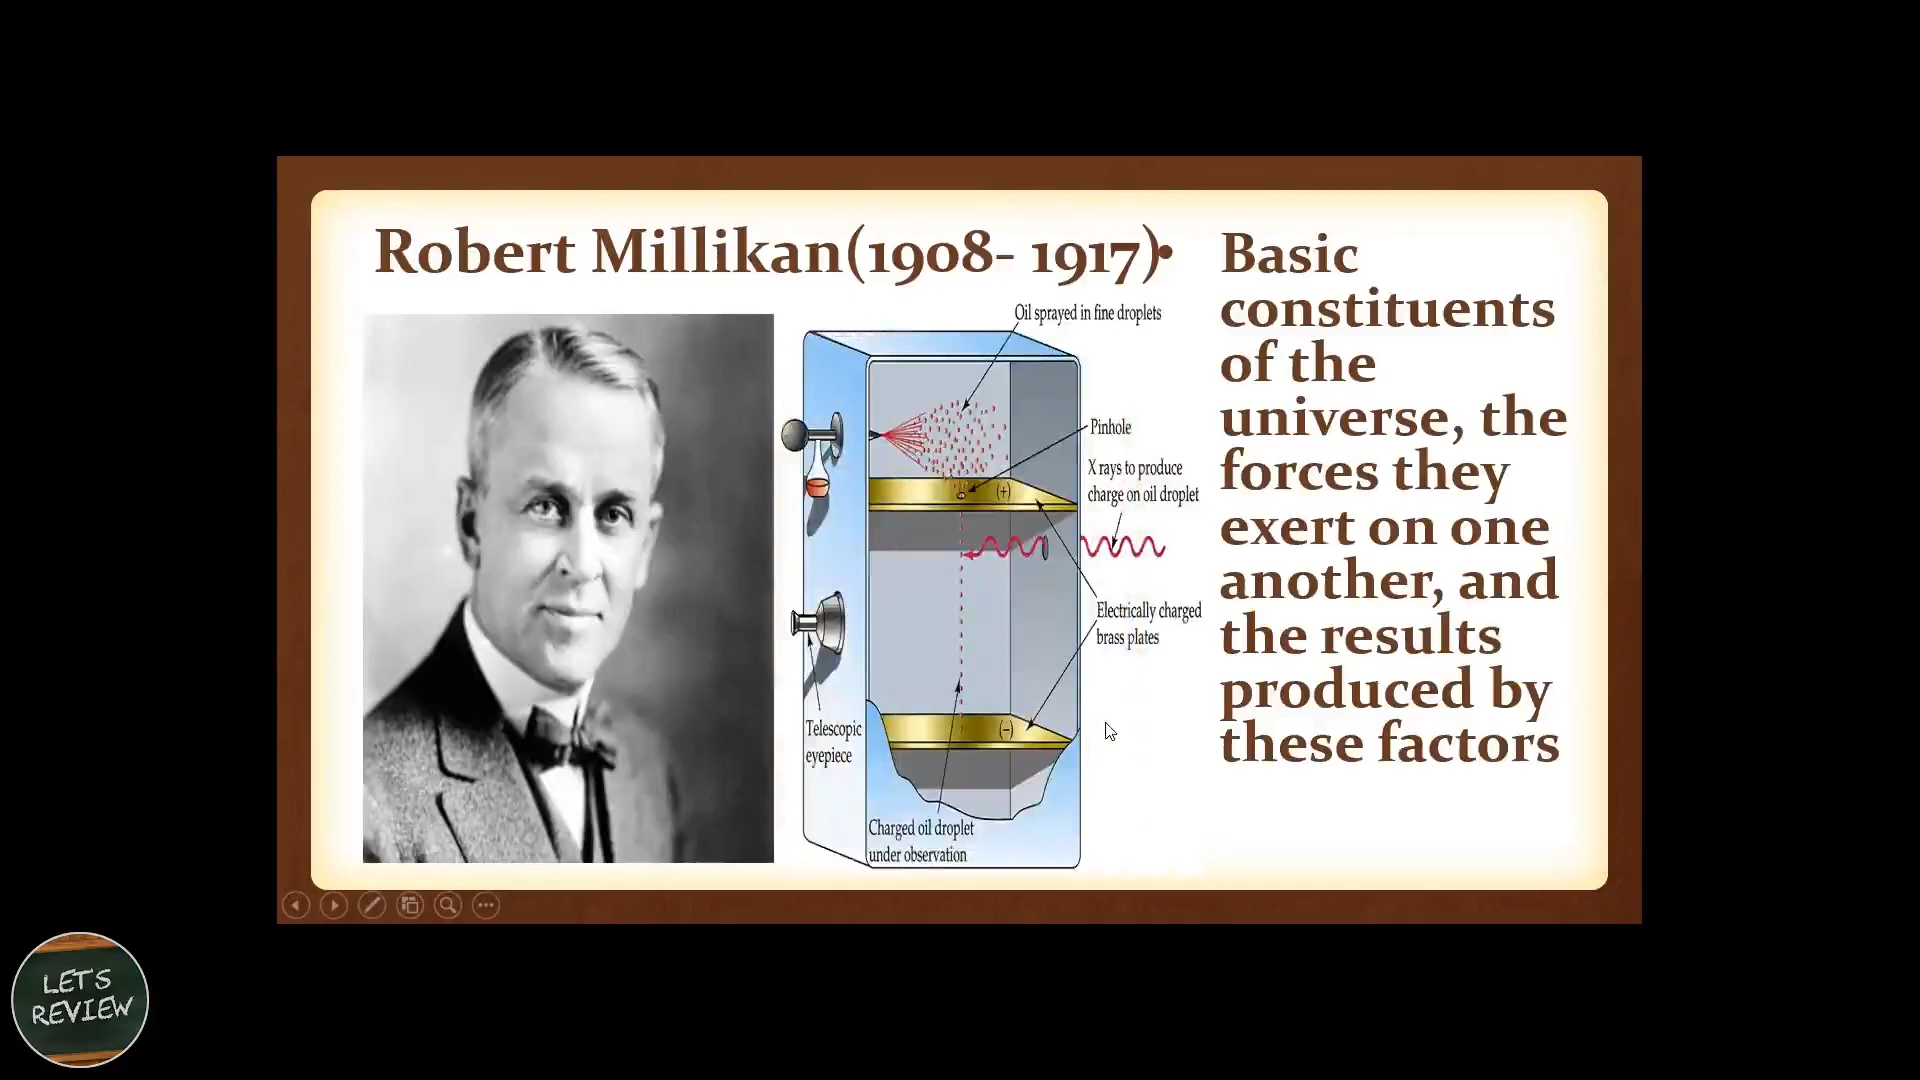 Robert Millikan(1908- 1917)
Oil sprayed in fine droplets
Pinhole
X rays to produce
charge on oil droplet
(+)
Electrically charged
brass plates
(−)
Telescopic
eyepiece
Charged oil droplet
under observation
• Basic
constituents
of the
universe, the
forces they
exert on one
another, and
the results
produced by
these factors
LET'S
REVIEW